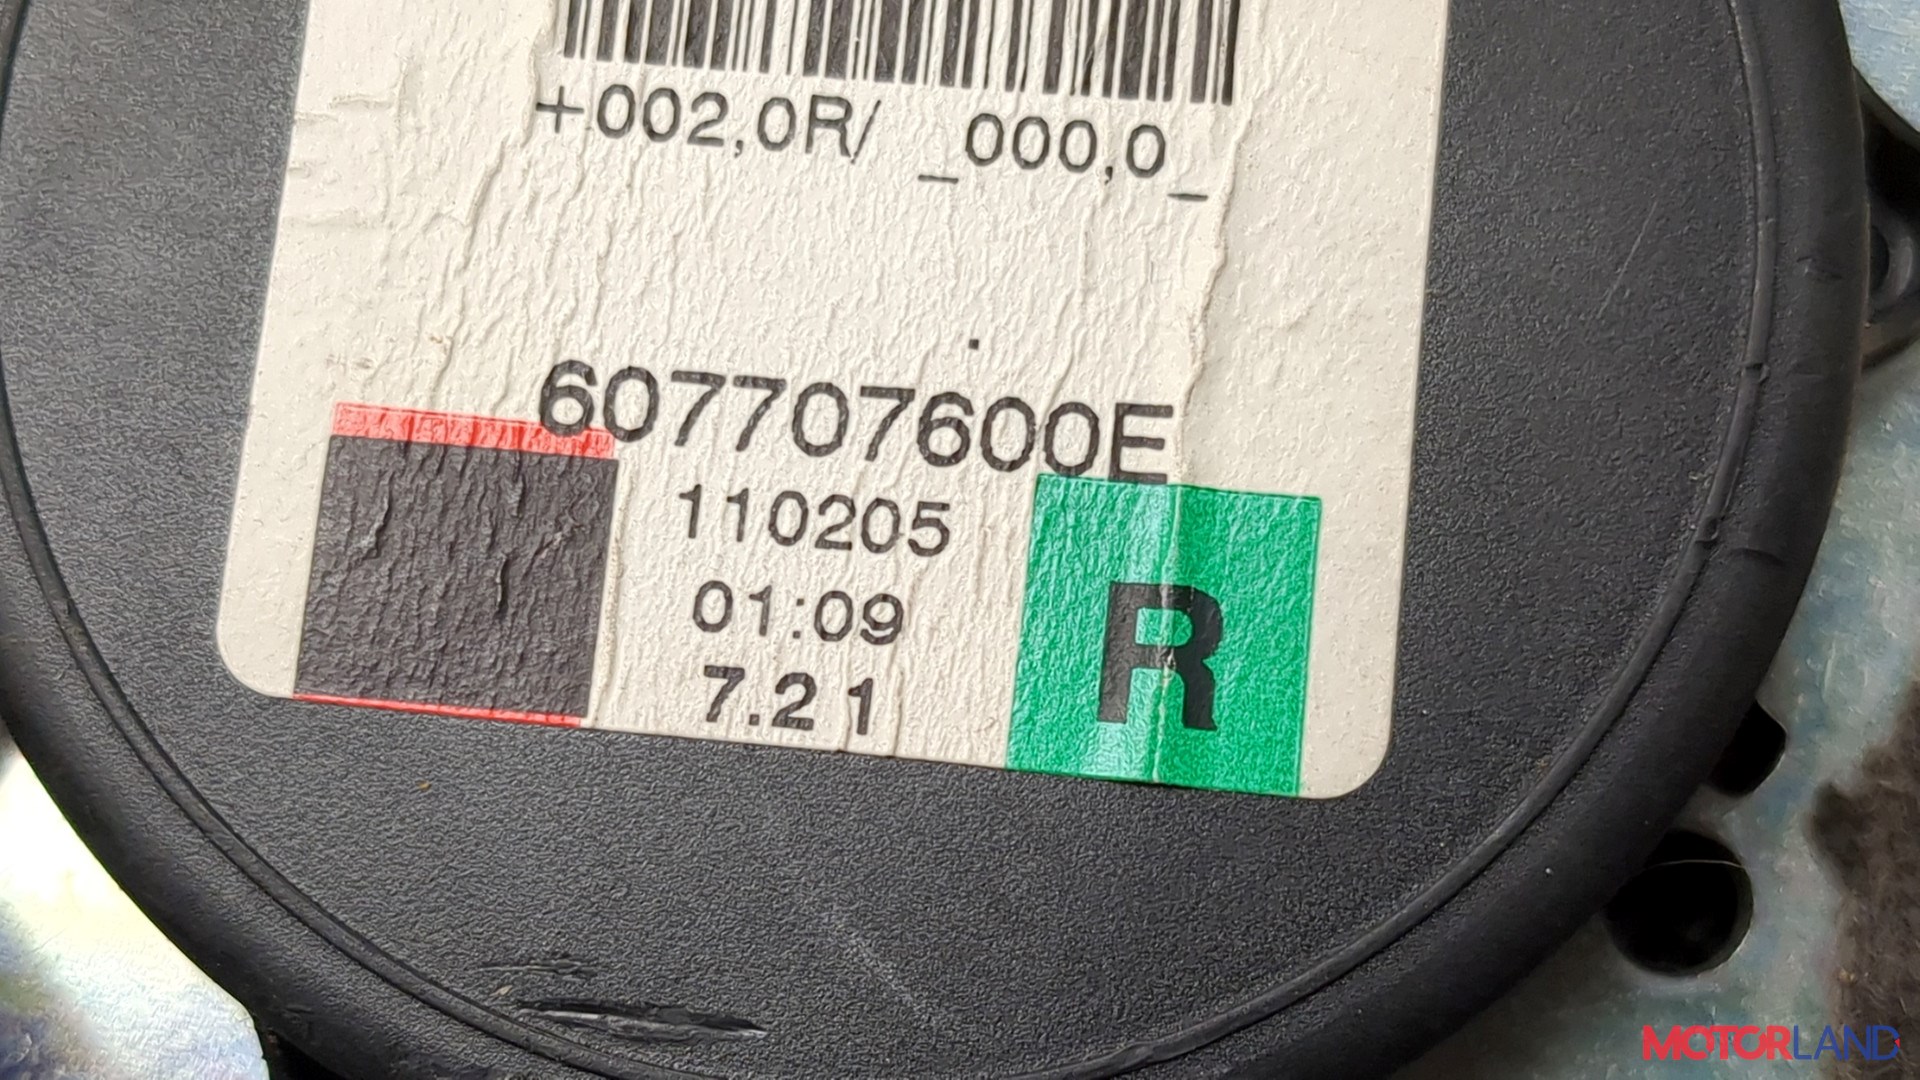 +002,0R/ _000,0_
607707600E
110205
01:09
7.21
R
MOTORLAND